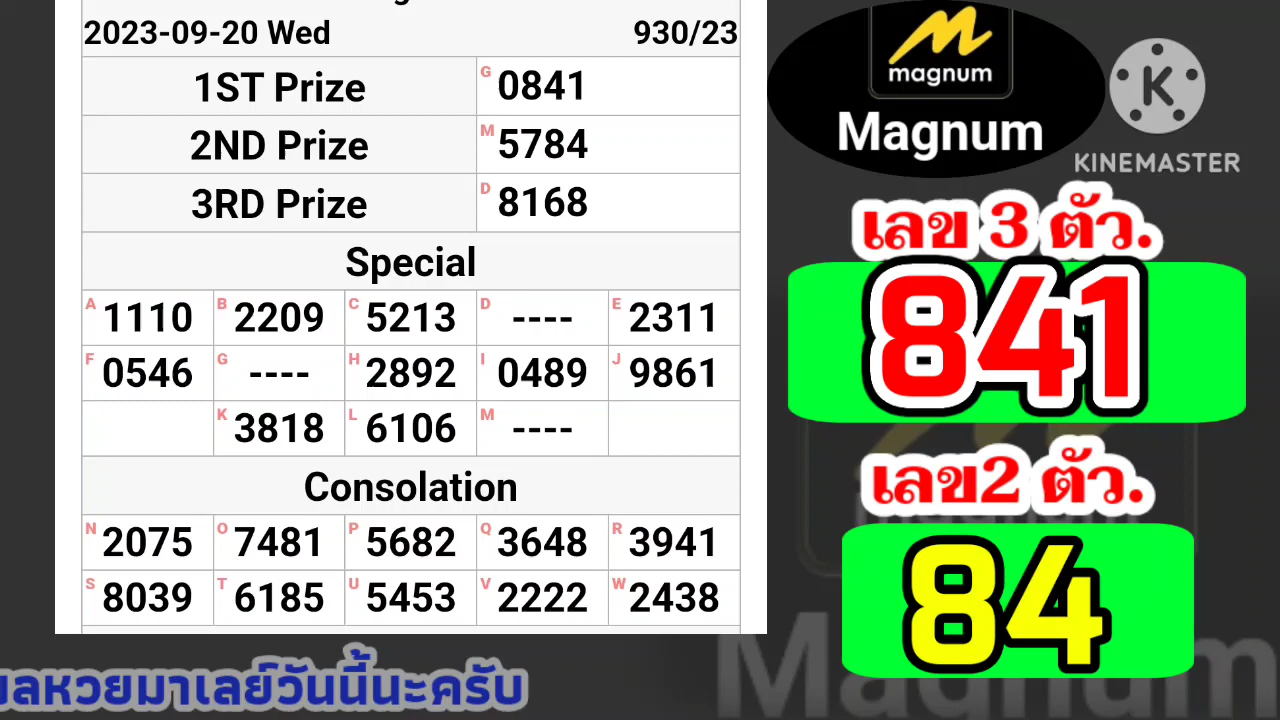 2023-09-20 Wed 930/23
1ST Prize G 0841
2ND Prize M 5784
3RD Prize D 8168
Special
A 1110 B 2209 C 5213 D ---- E 2311
F 0546 G ---- H 2892 I 0489 J 9861
K 3818 L 6106 M ----
Consolation
N 2075 O 7481 P 5682 Q 3648 R 3941
S 8039 T 6185 U 5453 V 2222 W 2438
magnum
Magnum
K
KINEMASTER
เลข 3 ตัว.
841
เลข2 ตัว.
84
ลหวยมาเลย์วันนี้นะครับ
Magnum